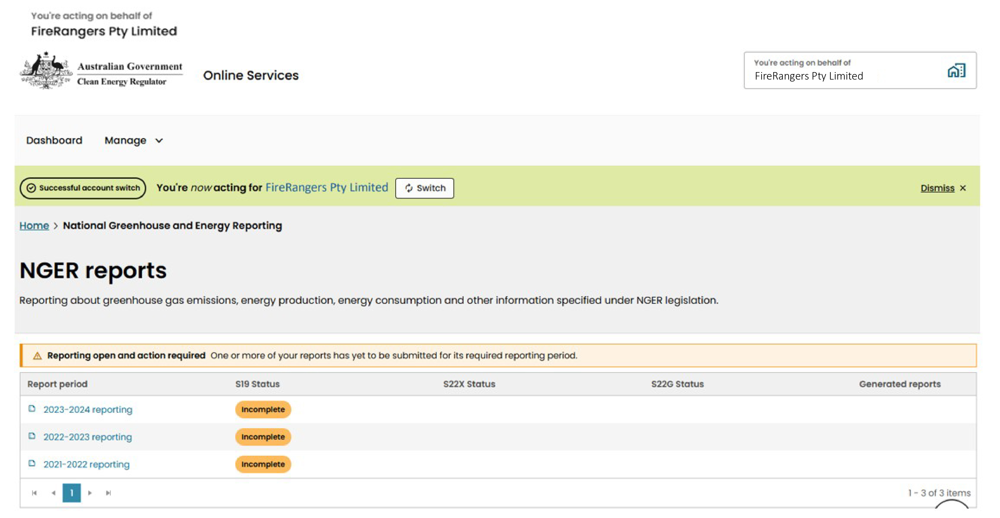 You're acting on behalf of
FireRangers Pty Limited
Australian Government
Clean Energy Regulator
Online Services
You're acting on behalf of
FireRangers Pty Limited
Dashboard Manage
Successful account switch You're now acting for FireRangers Pty Limited Switch Dismiss ×
Home > National Greenhouse and Energy Reporting
NGER reports
Reporting about greenhouse gas emissions, energy production, energy consumption and other information specified under NGER legislation.
Reporting open and action required One or more of your reports has yet to be submitted for its required reporting period.
Report period S19 Status S22X Status S22G Status Generated reports
2023-2024 reporting Incomplete
2022-2023 reporting Incomplete
2021-2022 reporting Incomplete
1 1 - 3 of 3 items